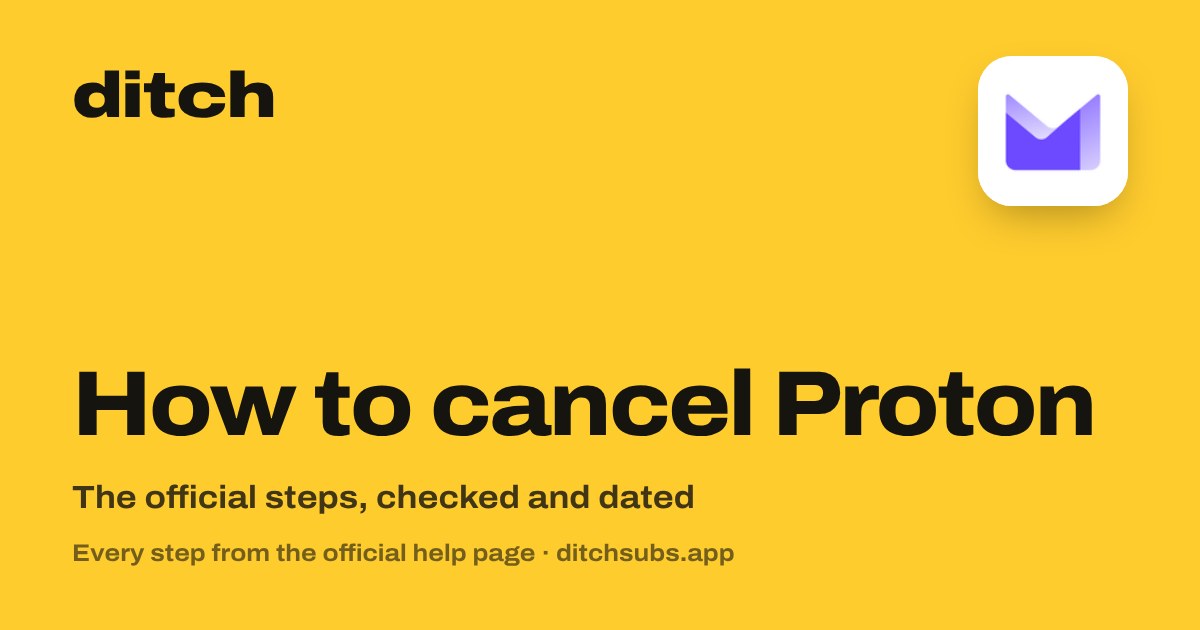 ditch
How to cancel Proton
The official steps, checked and dated
Every step from the official help page · ditchsubs.app